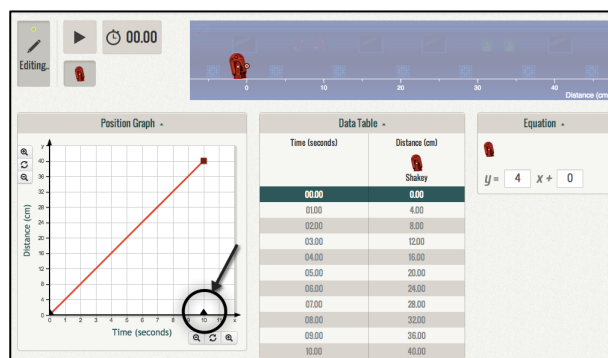 Editing..
00.00
0
10
20
30
40
Distance (cm)
Position Graph
y
40
36
32
28
24
20
16
12
8
4
0
0 1 2 3 4 5 6 7 8 9 10 11 x
Distance (cm)
Time (seconds)
Data Table
Time (seconds) Distance (cm)
Shakey
00.00 0.00
01.00 4.00
02.00 8.00
03.00 12.00
04.00 16.00
05.00 20.00
06.00 24.00
07.00 28.00
08.00 32.00
09.00 36.00
10.00 40.00
Equation
y = 4 x + 0